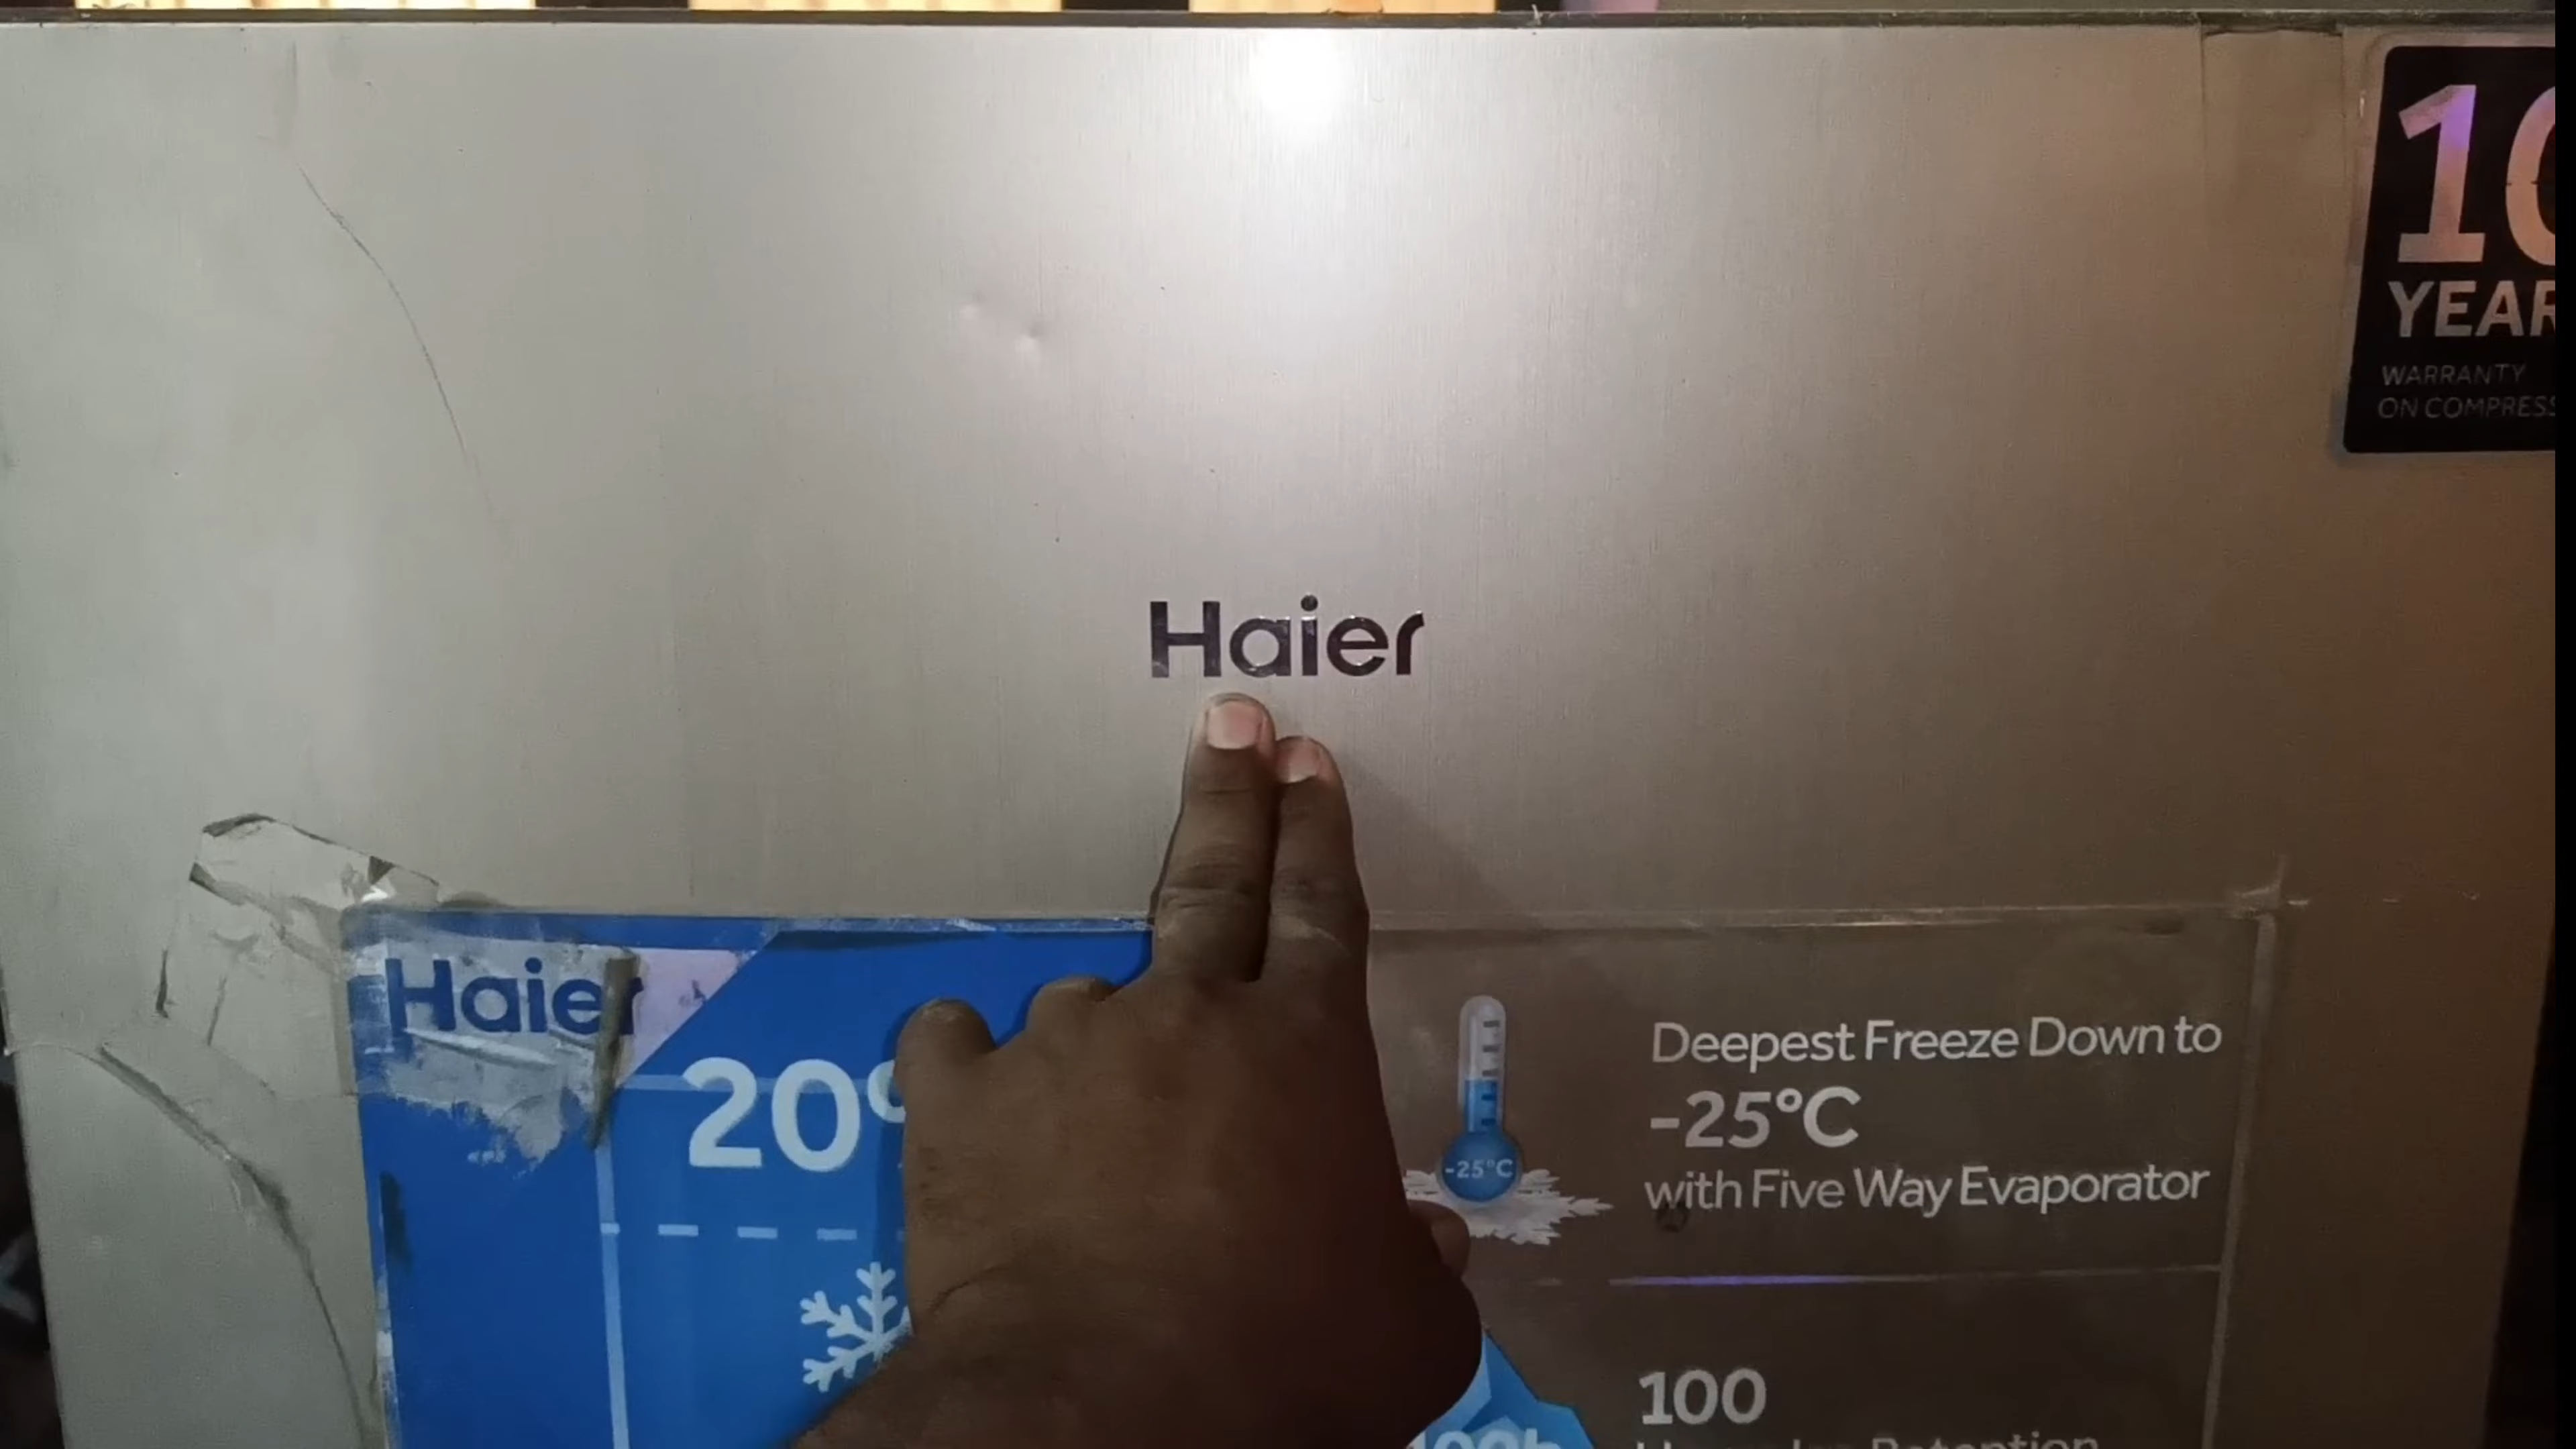 10
YEAR
WARRANTY
ON COMPRESS
Haier
Haier
20°
Deepest Freeze Down to
-25°C
-25°C
with Five Way Evaporator
100
100h